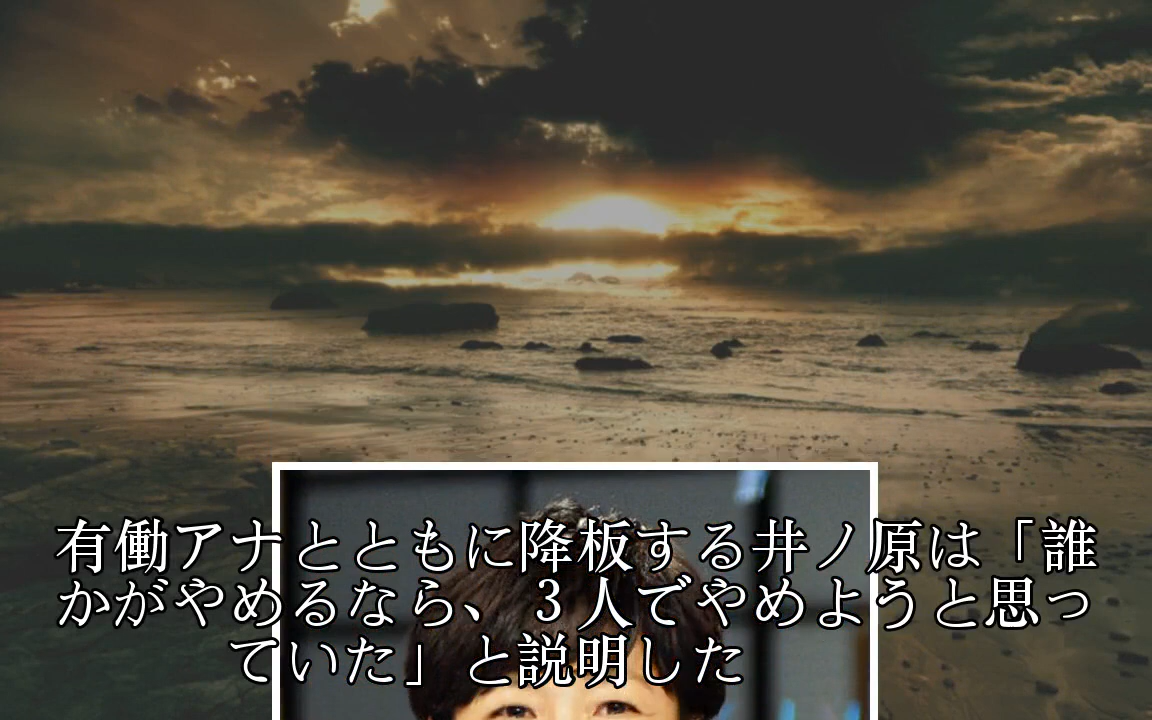 有働アナとともに降板する井ノ原は「誰
かがやめるなら、３人でやめようと思っ
ていた」と説明した